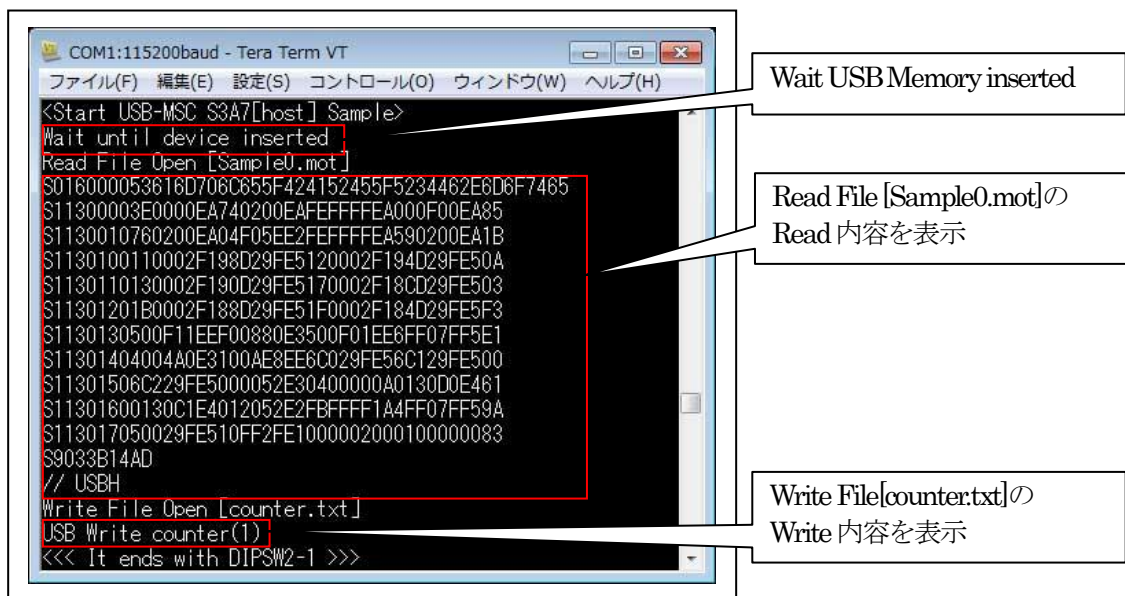 COM1:115200baud - Tera Term VT
ファイル(F) 編集(E) 設定(S) コントロール(O) ウィンドウ(W) ヘルプ(H)
<Start USB-MSC S3A7[host] Sample>
Wait until device inserted
Read File Open [Sample0.mot]
S016000053616D706C655F424152455F5234462E6D6F7465
S11300003E0000EA740200EAFEFFFFEA000F00EA85
S1130010760200EA04F05EE2FEFFFFEA590200EA1B
S1130100110002F198D29FE5120002F194D29FE50A
S11301101130002F190D29FE5170002F18CD29FE503
S11301201B0002F188D29FE51F0002F184D29FE5F3
S1130130500F11EEF00880E3500F01EE6FF07FF5E1
S11301404004A0E3100AE8EE6C029FE56C129FE500
S11301506C229FE5000052E30400000A0130D0E461
S11301600130C1E4012052E2FBFFFF1A4FF07FF59A
S113017050029FE510FF2FE1000002000100000083
S9033B14AD
// USBH
Write File Open [counter.txt]
USB Write counter(1)
<<< It ends with DIPSW2-1 >>>
Wait USB Memory inserted
Read File [Sample0.mot]の
Read 内容を表示
Write File[counter.txt]の
Write 内容を表示